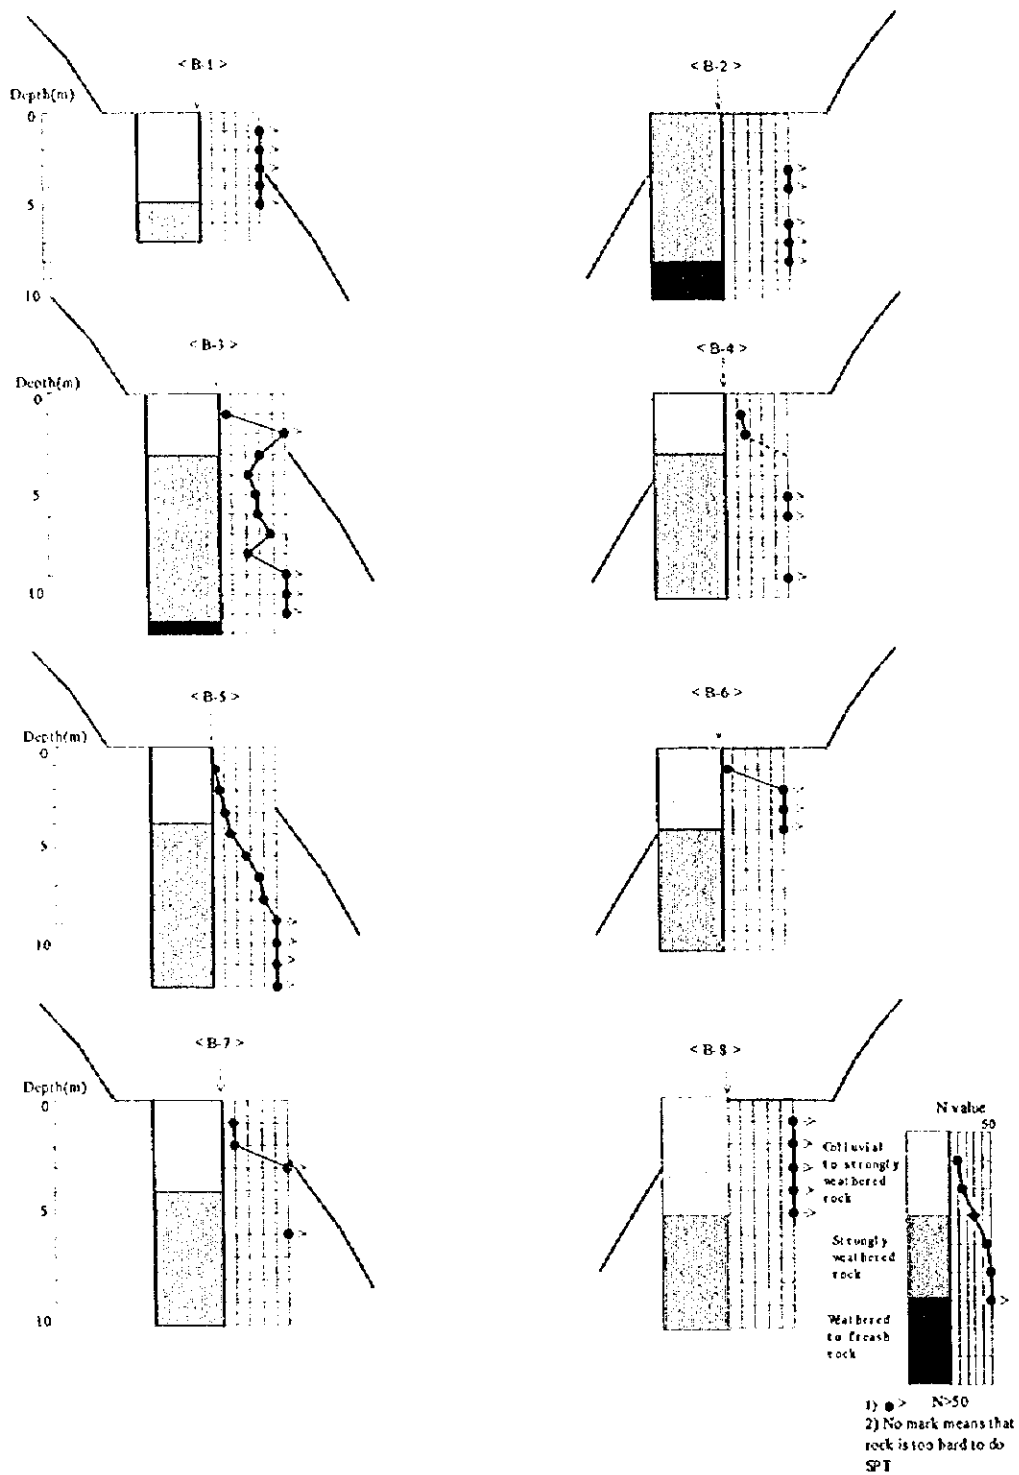 < B-1 >
< B-2 >
Depth(m)
0
5
10
< B-3 >
< B-4 >
Depth(m)
0
5
10
< B-5 >
< B-6 >
Depth(m)
0
5
10
< B-7 >
< B-8 >
Depth(m)
0
5
10
N value
50
Colluvial
to strongly
weathered
rock
Strongly
weathered
rock
Weathered
to freash
rock
1) ●> N>50
2) No mark means that
rock is too hard to do
SPT